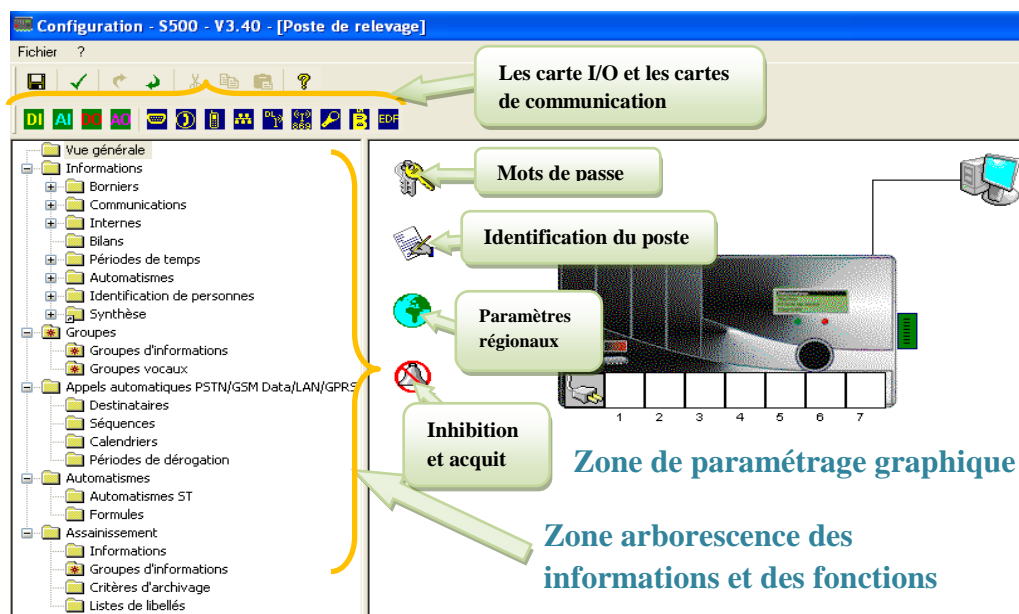 Configuration - S500 - V3.40 - [Poste de relevage]
Fichier ?
Les carte I/O et les cartes
de communication
DI AI DO AO EDF
Vue générale
Informations
Borniers
Communications
Internes
Bilans
Périodes de temps
Automatismes
Identification de personnes
Synthèse
Groupes
Groupes d'informations
Groupes vocaux
Appels automatiques PSTN/GSM Data/LAN/GPRS
Destinataires
Séquences
Calendriers
Périodes de dérogation
Automatismes
Automatismes ST
Formules
Assainissement
Informations
Groupes d'informations
Critères d'archivage
Listes de libellés
Mots de passe
Identification du poste
Paramètres
régionaux
Inhibition
et acquit
1 2 3 4 5 6 7
Zone de paramétrage graphique
Zone arborescence des
informations et des fonctions